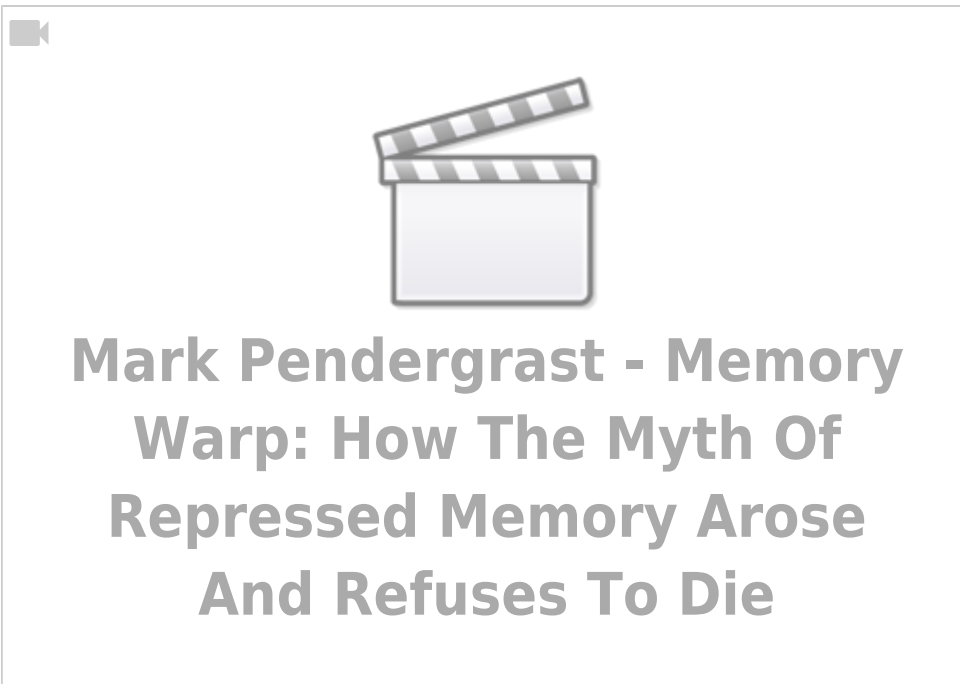 Mark Pendergrast - Memory
Warp: How The Myth Of
Repressed Memory Arose
And Refuses To Die